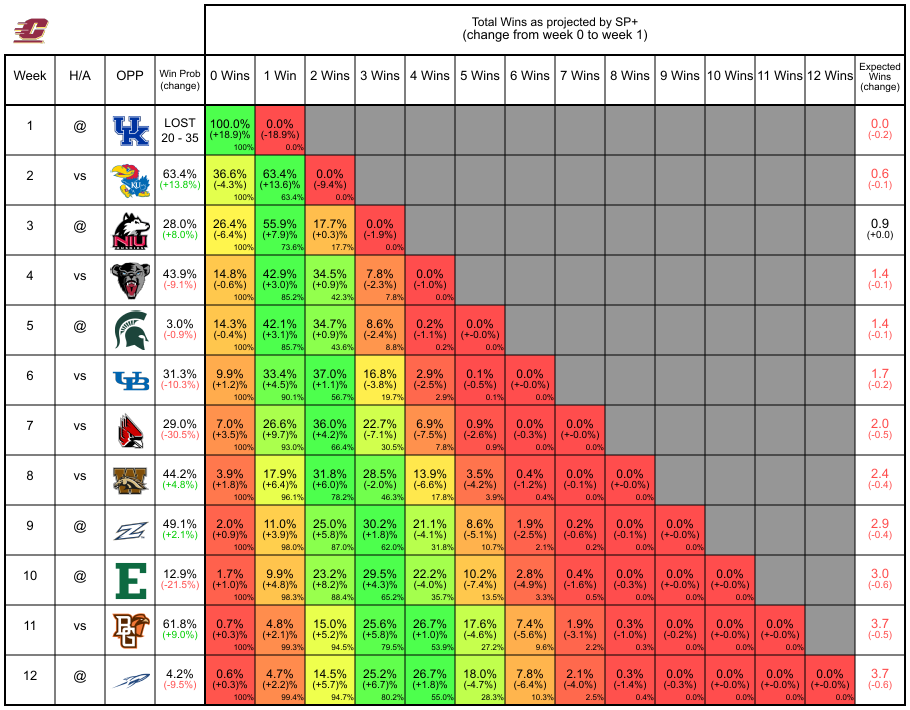 C
Total Wins as projected by SP+
(change from week 0 to week 1)
Week H/A OPP Win Prob (change) 0 Wins 1 Win 2 Wins 3 Wins 4 Wins 5 Wins 6 Wins 7 Wins 8 Wins 9 Wins 10 Wins 11 Wins 12 Wins Expected Wins (change)
1 @ UK LOST 100.0% 0.0% 0.0
20 - 35 (+18.9%) (-18.9%) (-0.2)
100% 0.0%
2 vs KU 63.4% 36.6% 63.4% 0.0% 0.6
(+13.8%) (-4.3%) (+13.6)% (-9.4%) (-0.1)
100% 63.4% 0.0%
3 @ NIU 28.0% 26.4% 55.9% 17.7% 0.0% 0.9
(+8.0%) (-6.4%) (+7.9)% (+0.3)% (-1.9%) (+0.0)
100% 73.6% 17.7% 0.0%
4 vs 43.9% 14.8% 42.9% 34.5% 7.8% 0.0% 1.4
(-9.1%) (-0.6%) (+3.0)% (+0.9)% (-2.3%) (-1.0%) (-0.1)
100% 85.2% 42.3% 7.8% 0.0%
5 @ 3.0% 14.3% 42.1% 34.7% 8.6% 0.2% 0.0% 1.4
(-0.9%) (-0.4%) (+3.1)% (+0.9)% (-2.4%) (-1.1%) (+-0.0)% (-0.1)
100% 85.7% 43.6% 8.8% 0.2% 0.0%
6 vs UB 31.3% 9.9% 33.4% 37.0% 16.8% 2.9% 0.1% 0.0% 1.7
(-10.3%) (+1.2)% (+4.5)% (+1.1)% (-3.8%) (-2.5%) (-0.5%) (+-0.0)% (-0.2)
100% 90.1% 56.7% 19.7% 2.9% 0.1% 0.0%
7 vs 29.0% 7.0% 26.6% 36.0% 22.7% 6.9% 0.9% 0.0% 0.0% 2.0
(-30.5%) (+3.5)% (+9.7)% (+4.2)% (-7.1%) (-7.5%) (-2.6%) (-0.3%) (+-0.0)% (-0.5)
100% 93.0% 66.4% 30.5% 7.8% 0.9% 0.0% 0.0%
8 vs W 44.2% 3.9% 17.9% 31.8% 28.5% 13.9% 3.5% 0.4% 0.0% 0.0% 2.4
(+4.8%) (+1.8)% (+6.4)% (+6.0)% (-2.0%) (-6.6%) (-4.2%) (-1.2%) (-0.1%) (+-0.0)% (-0.4)
100% 96.1% 78.2% 46.3% 17.8% 3.9% 0.4% 0.0% 0.0%
9 @ Z 49.1% 2.0% 11.0% 25.0% 30.2% 21.1% 8.6% 1.9% 0.2% 0.0% 0.0% 2.9
(+2.1%) (+0.9)% (+3.9)% (+5.8)% (+1.8)% (-4.1%) (-5.1%) (-2.5%) (-0.6%) (-0.1%) (+-0.0)% (-0.4)
100% 98.0% 87.0% 62.0% 31.8% 10.7% 2.1% 0.2% 0.0% 0.0%
10 @ E 12.9% 1.7% 9.9% 23.2% 29.5% 22.2% 10.2% 2.8% 0.4% 0.0% 0.0% 0.0% 3.0
(-21.5%) (+1.0)% (+4.8)% (+8.2)% (+4.3)% (-4.0%) (-7.4%) (-4.9%) (-1.6%) (-0.3%) (+-0.0)% (+-0.0)% (-0.6)
100% 98.3% 88.4% 65.2% 35.7% 13.5% 3.3% 0.5% 0.0% 0.0% 0.0%
11 vs BG 61.8% 0.7% 4.8% 15.0% 25.6% 26.7% 17.6% 7.4% 1.9% 0.3% 0.0% 0.0% 0.0% 3.7
(+9.0%) (+0.3)% (+2.1)% (+5.2)% (+5.8)% (+1.0)% (-4.6%) (-5.6%) (-3.1%) (-1.0%) (-0.2%) (+-0.0)% (+-0.0)% (-0.5)
100% 99.3% 94.5% 79.5% 53.9% 27.2% 9.6% 2.2% 0.3% 0.0% 0.0% 0.0%
12 @ 4.2% 0.6% 4.7% 14.5% 25.2% 26.7% 18.0% 7.8% 2.1% 0.3% 0.0% 0.0% 0.0% 0.0% 3.7
(-9.5%) (+0.3)% (+2.2)% (+5.7)% (+6.7)% (+1.8)% (-4.7%) (-6.4%) (-4.0%) (-1.4%) (-0.3%) (+-0.0)% (+-0.0)% (+-0.0)% (-0.6)
100% 99.4% 94.7% 80.2% 55.0% 28.3% 10.3% 2.5% 0.4% 0.0% 0.0% 0.0% 0.0%